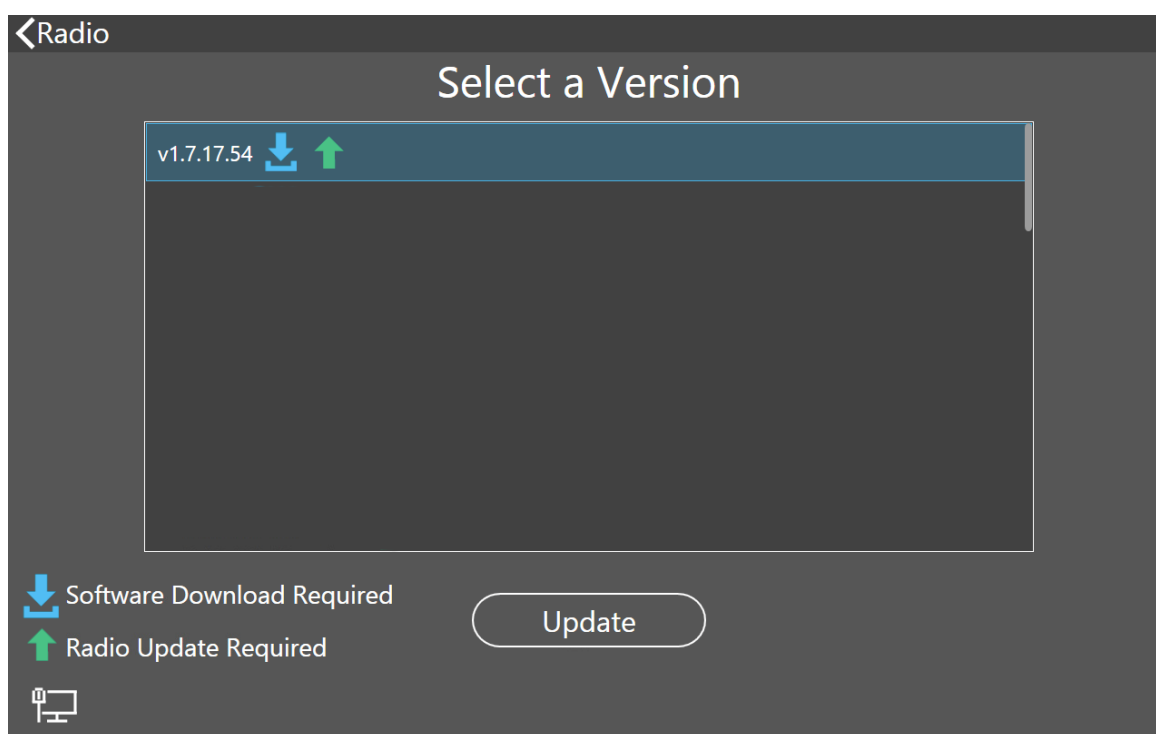 Radio
Select a Version
v1.7.17.54
Software Download Required
Radio Update Required
Update